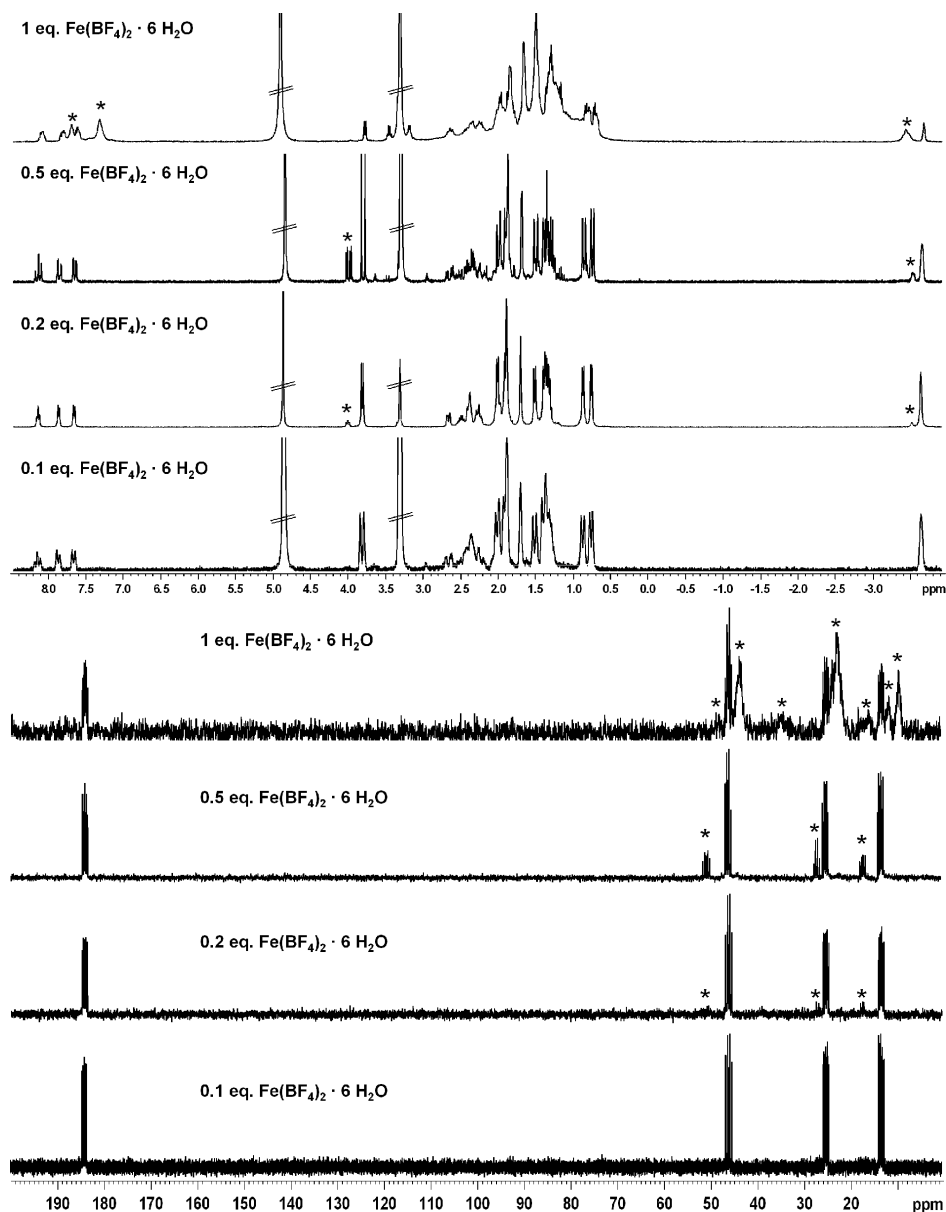 1 eq. Fe(BF₄)₂ · 6 H₂O
* * * *
0.5 eq. Fe(BF₄)₂ · 6 H₂O
* *
0.2 eq. Fe(BF₄)₂ · 6 H₂O
* *
0.1 eq. Fe(BF₄)₂ · 6 H₂O
8.0 7.5 7.0 6.5 6.0 5.5 5.0 4.5 4.0 3.5 3.0 2.5 2.0 1.5 1.0 0.5 0.0 -0.5 -1.0 -1.5 -2.0 -2.5 -3.0 ppm
1 eq. Fe(BF₄)₂ · 6 H₂O
* * * * * * *
0.5 eq. Fe(BF₄)₂ · 6 H₂O
* * *
0.2 eq. Fe(BF₄)₂ · 6 H₂O
* * *
0.1 eq. Fe(BF₄)₂ · 6 H₂O
190 180 170 160 150 140 130 120 110 100 90 80 70 60 50 40 30 20 ppm